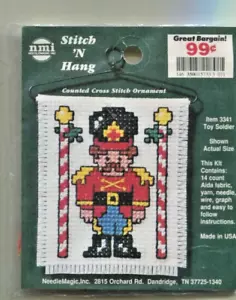 nmi
Stitch 'N Hang
Great Bargain!
99¢
Counted Cross Stitch Ornament
Item 3341
Toy Soldier
Shown
Actual Size
This Kit
Contains:
14 count
Aida fabric,
yarn, needle,
wire, graph
and easy to
follow
instructions.
Made in USA
NeedleMagic,Inc. 2815 Orchard Rd. Dandridge, TN 37725-1340